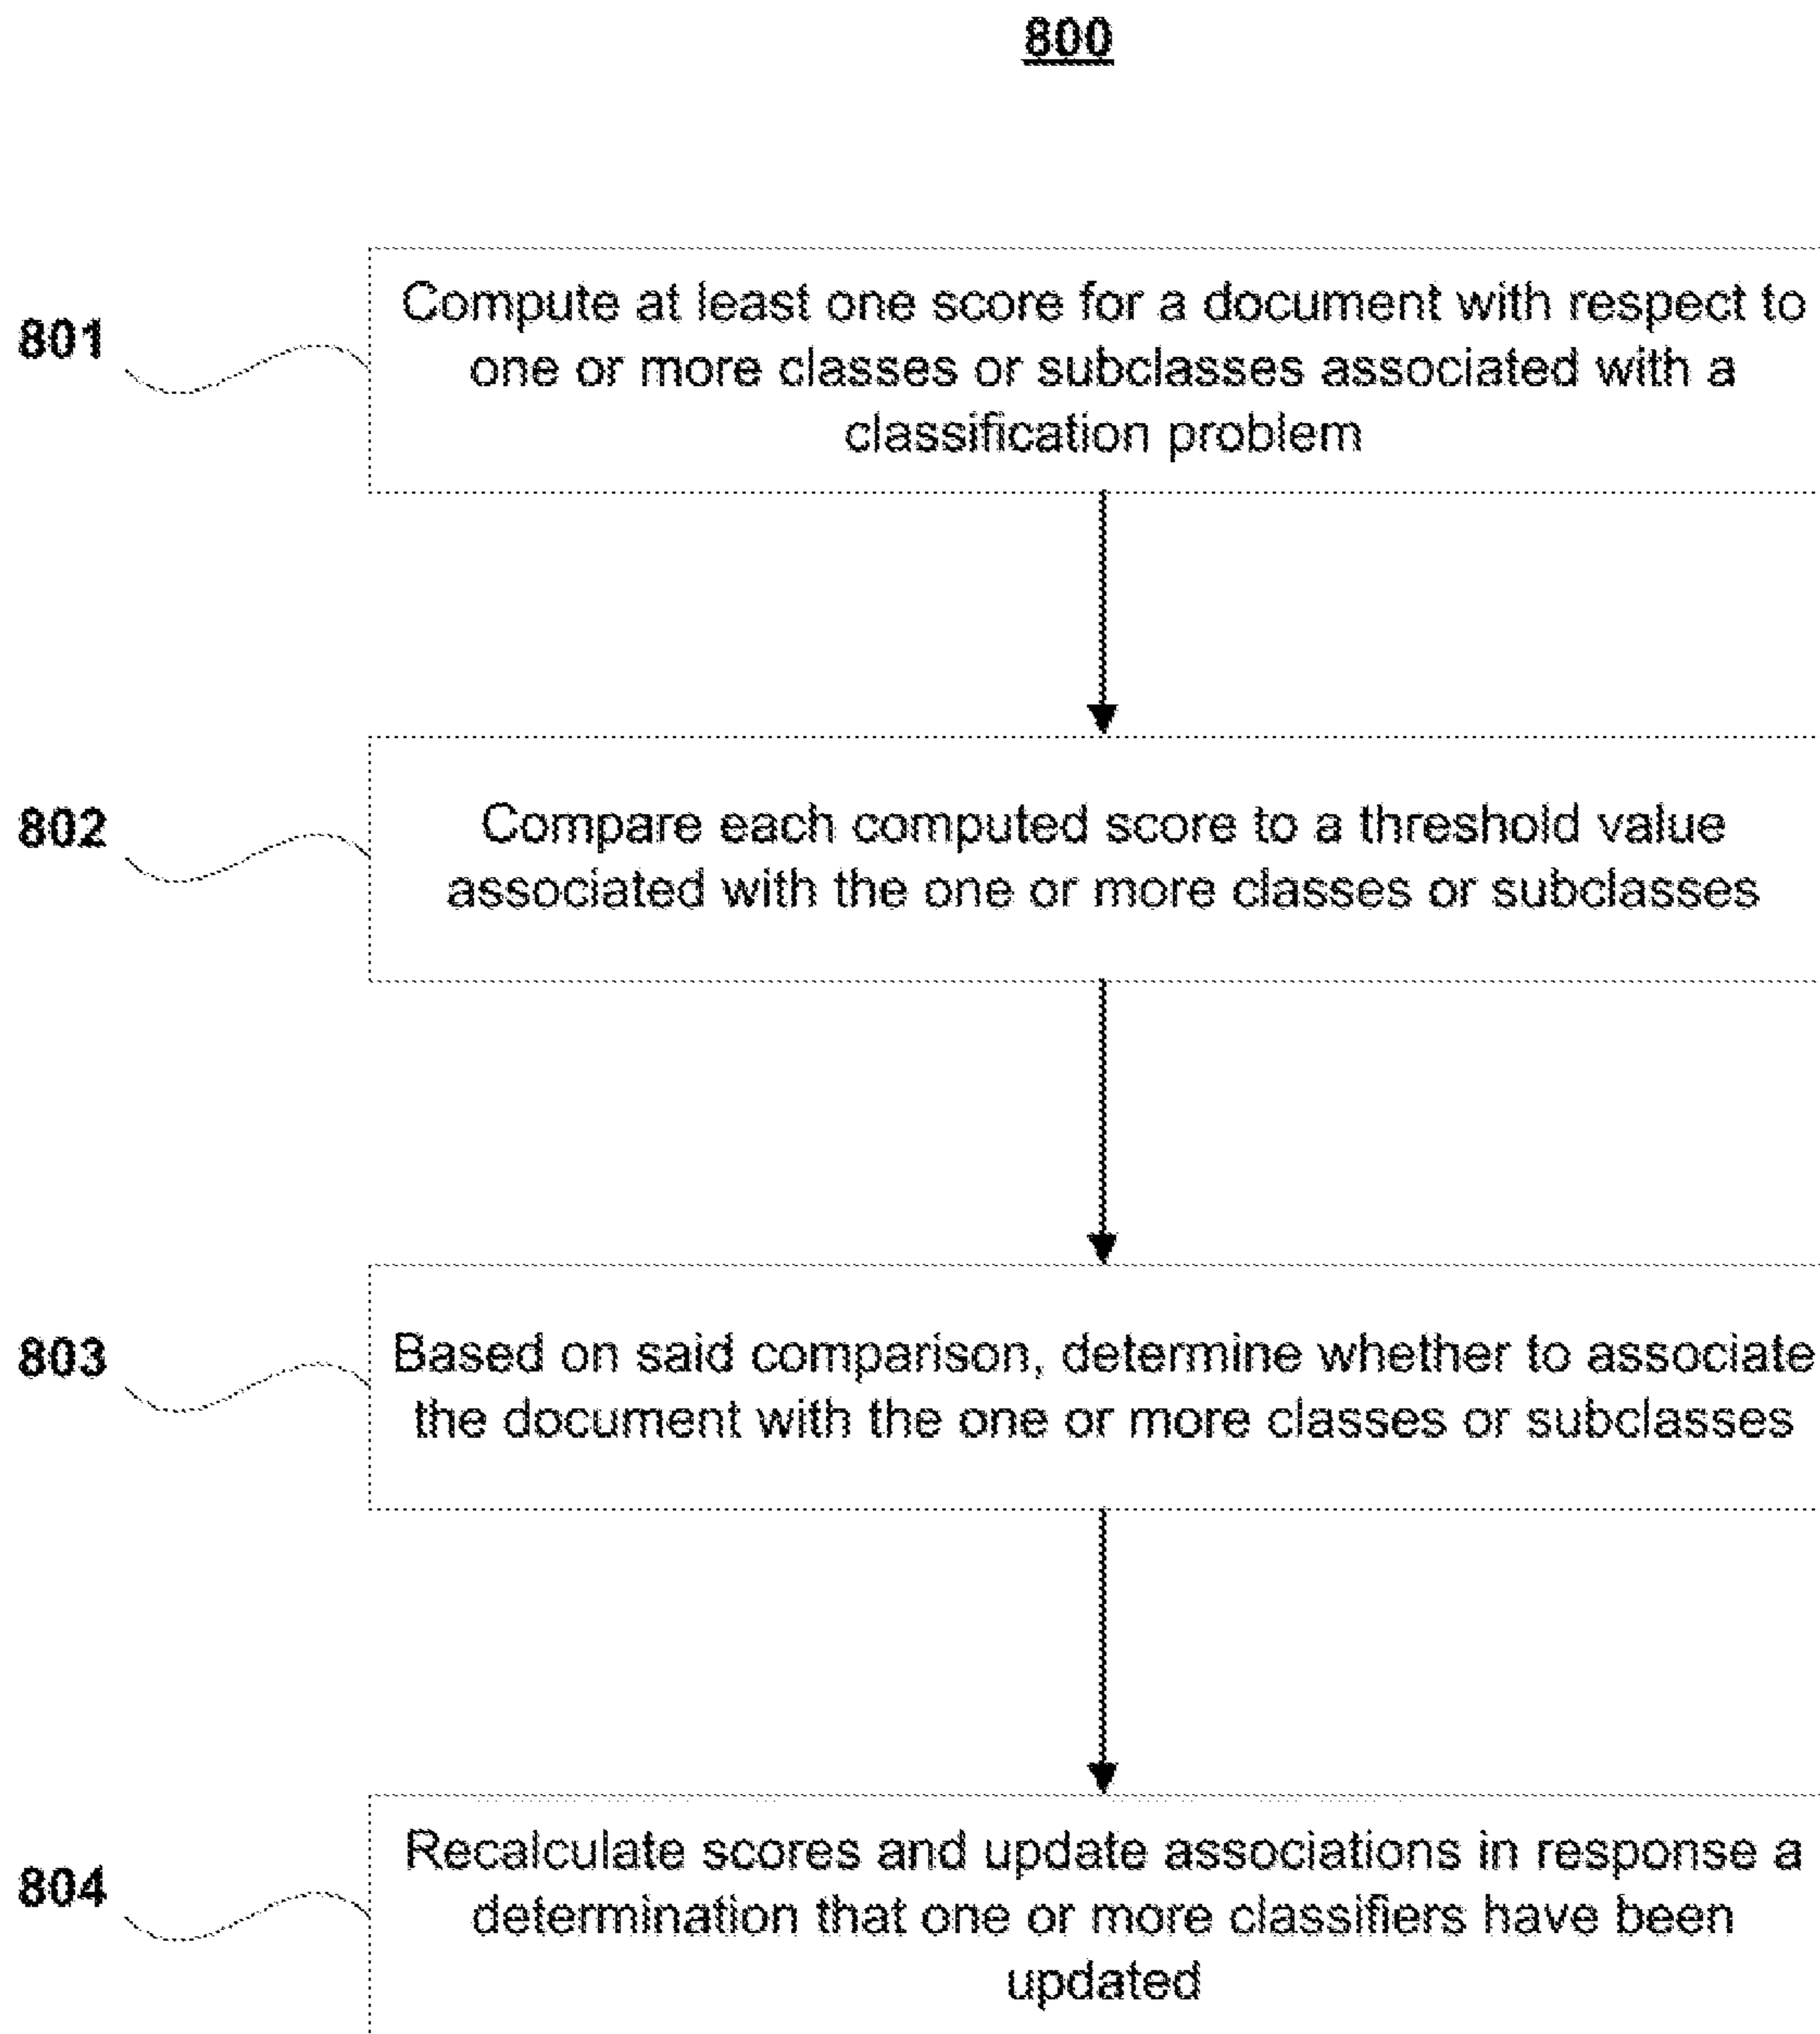 800
801
Compute at least one score for a document with respect to
one or more classes or subclasses associated with a
classification problem
802
Compare each computed score to a threshold value
associated with the one or more classes or subclasses
803
Based on said comparison, determine whether to associate
the document with the one or more classes or subclasses
804
Recalculate scores and update associations in response a
determination that one or more classifiers have been
updated